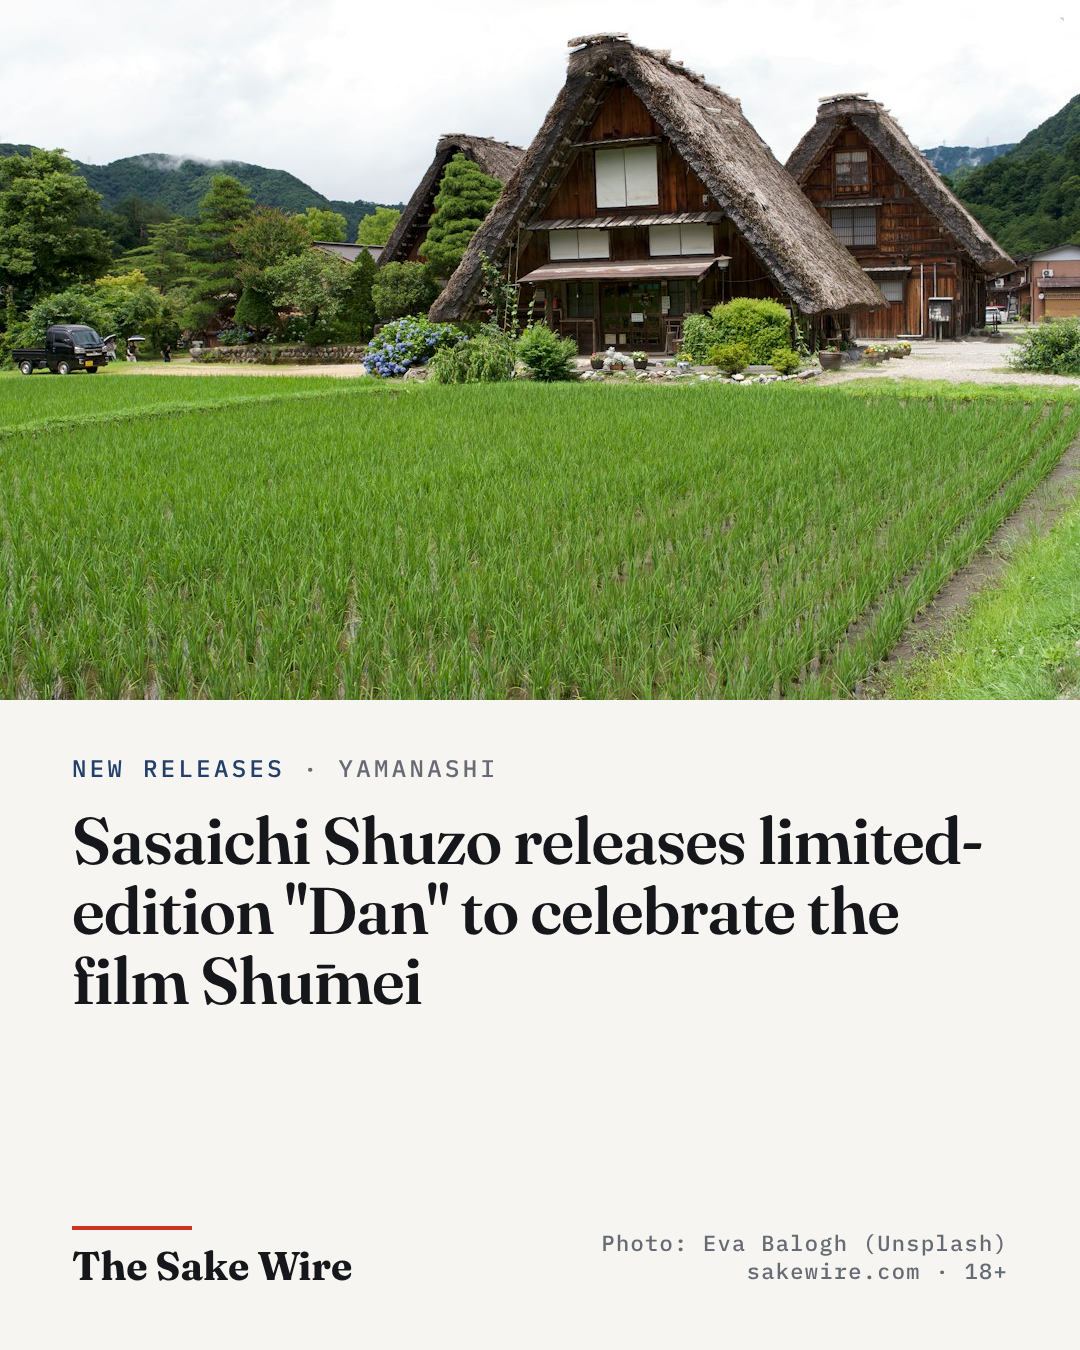 NEW RELEASES · YAMANASHI
Sasaichi Shuzo releases limited-
edition "Dan" to celebrate the
film Shūmei
The Sake Wire
Photo: Eva Balogh (Unsplash)
sakewire.com · 18+